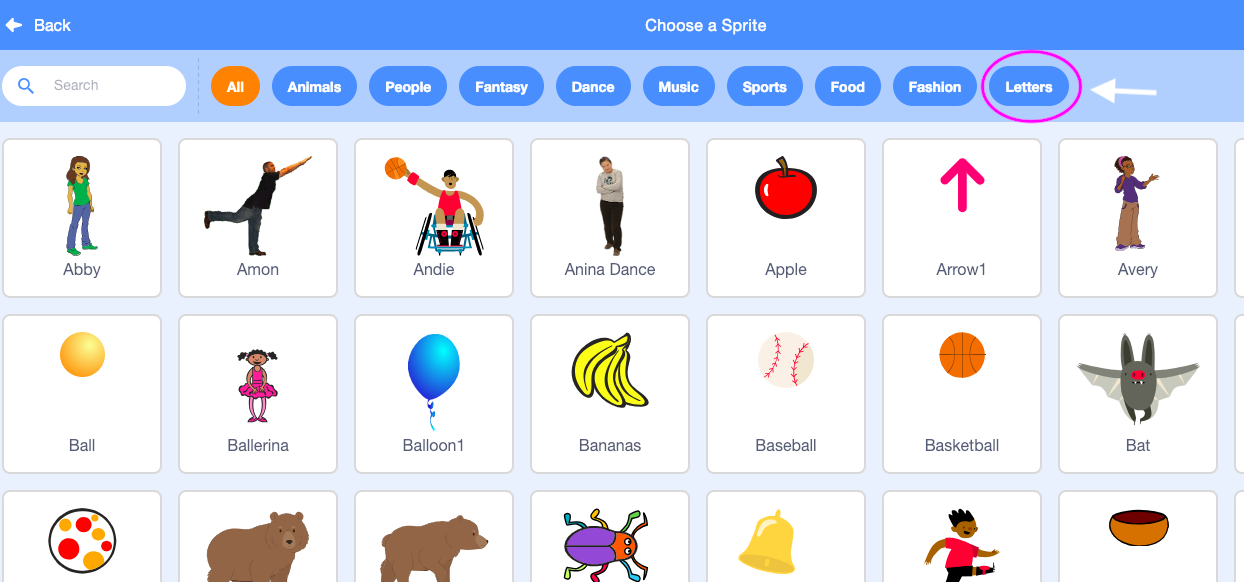 Back
Choose a Sprite
Search
All
Animals
People
Fantasy
Dance
Music
Sports
Food
Fashion
Letters
Abby
Amon
Andie
Anina Dance
Apple
Arrow1
Avery
Ball
Ballerina
Balloon1
Bananas
Baseball
Basketball
Bat